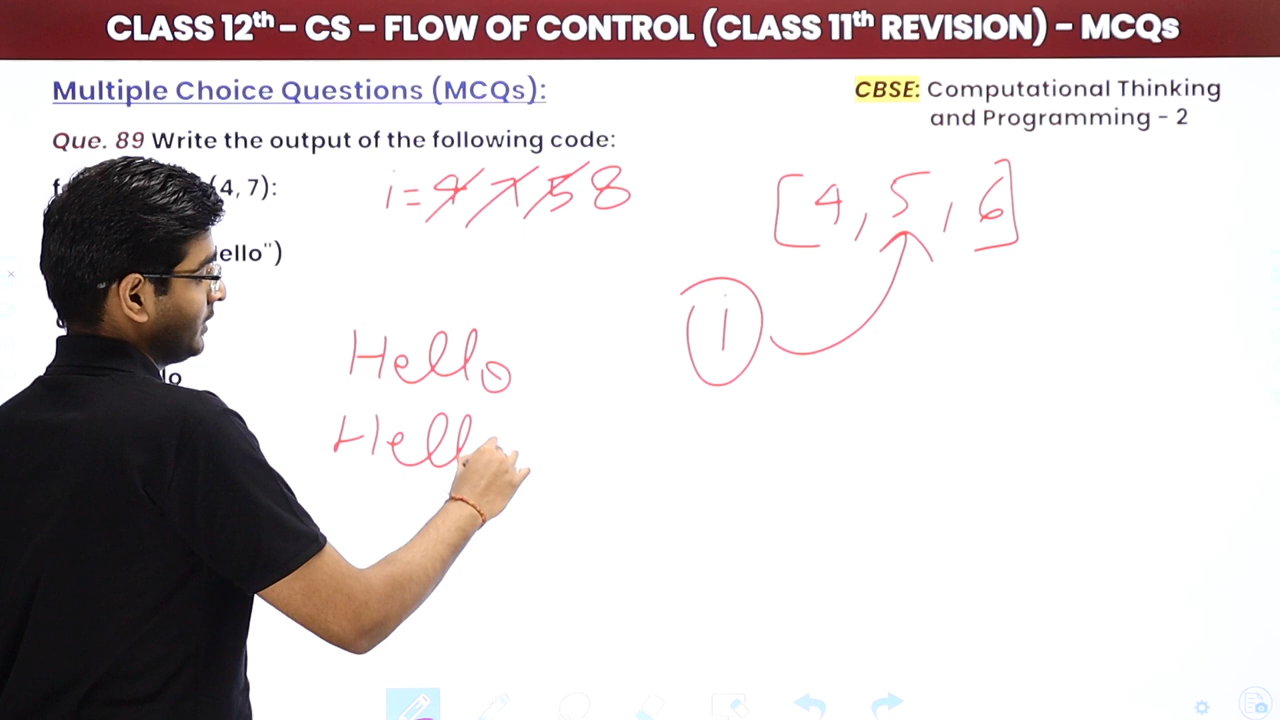 CLASS 12th - CS - FLOW OF CONTROL (CLASS 11th REVISION) - MCQs
Multiple Choice Questions (MCQs):
CBSE: Computational Thinking
and Programming - 2
Que. 89 Write the output of the following code:
(4, 7):
i = 4 7 5 8
[4, 5, 6]
ello")
i
Hello
lo
Hell